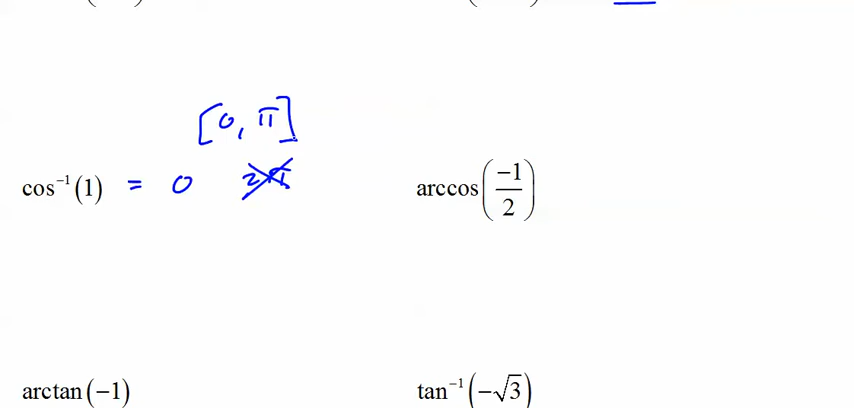 [0, π]
cos⁻¹(1) = 0 2π
arccos(-1/2)
arctan(-1)
tan⁻¹(-√3)